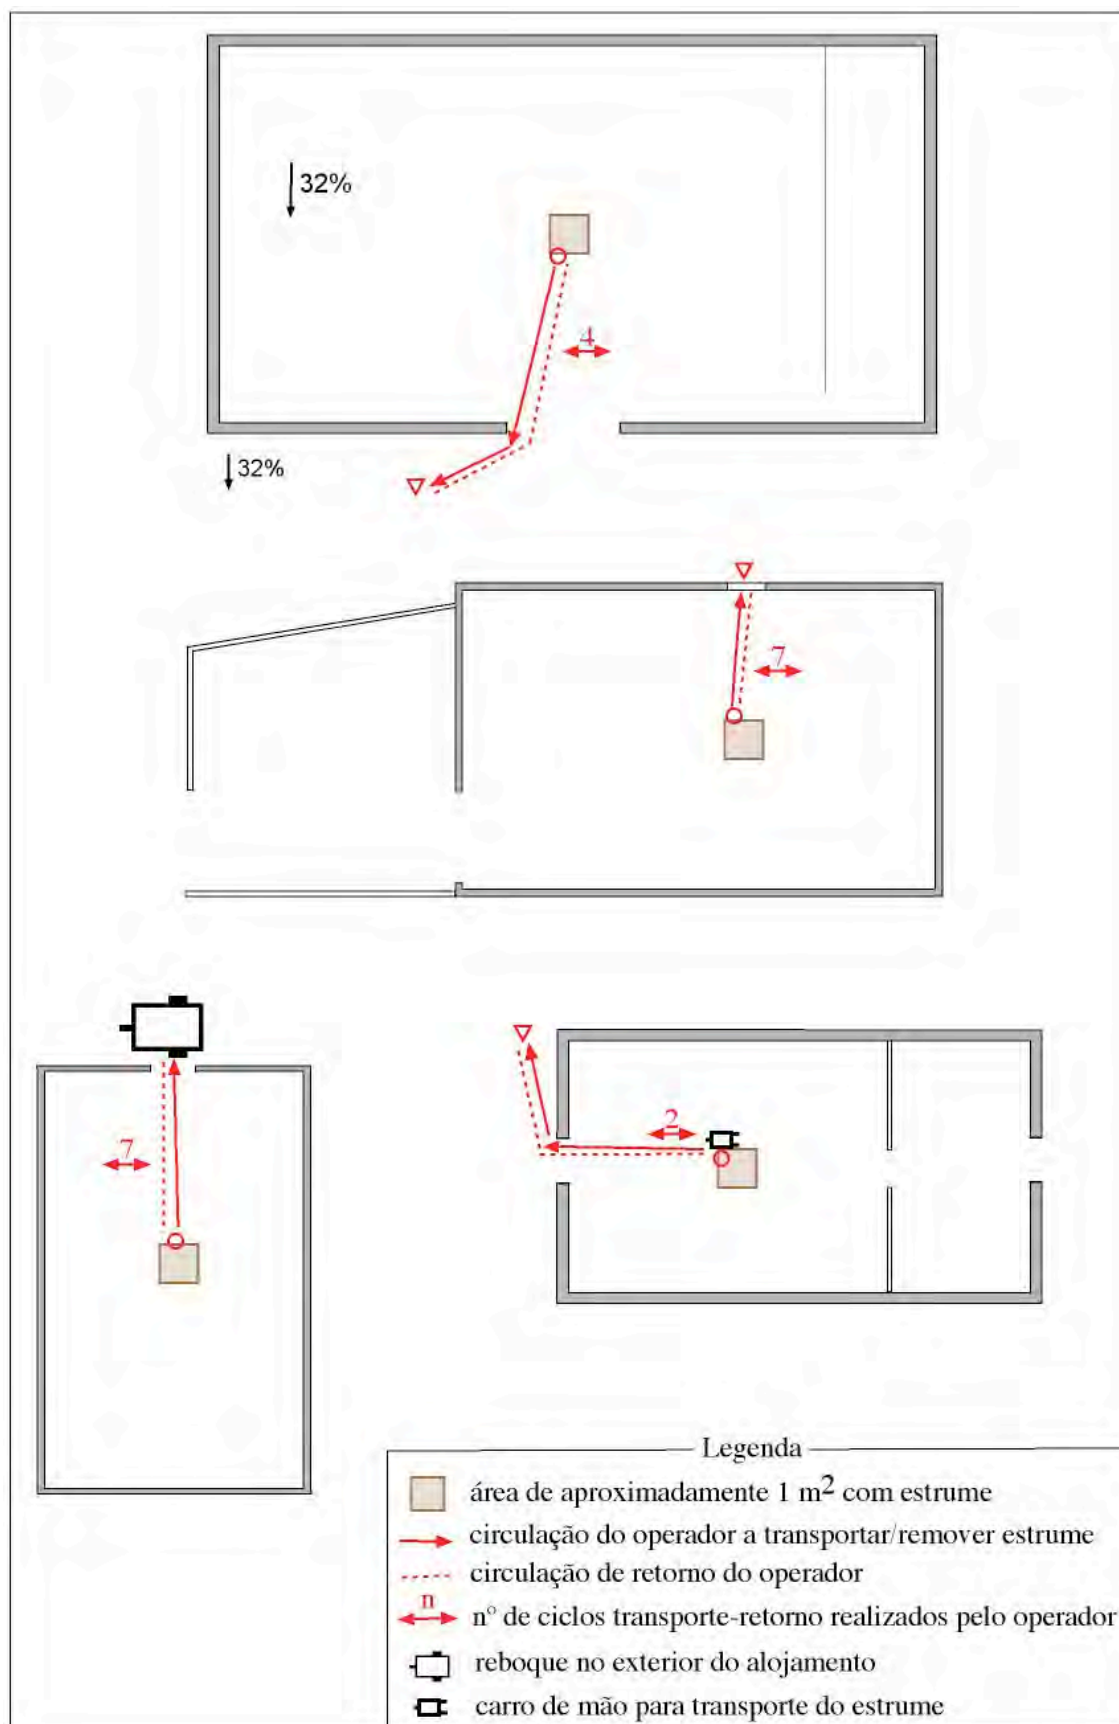 32%
4
32%
7
7
2
Legenda
área de aproximadamente 1 m² com estrume
circulação do operador a transportar/remover estrume
circulação de retorno do operador
n
nº de ciclos transporte-retorno realizados pelo operador
reboque no exterior do alojamento
carro de mão para transporte do estrume